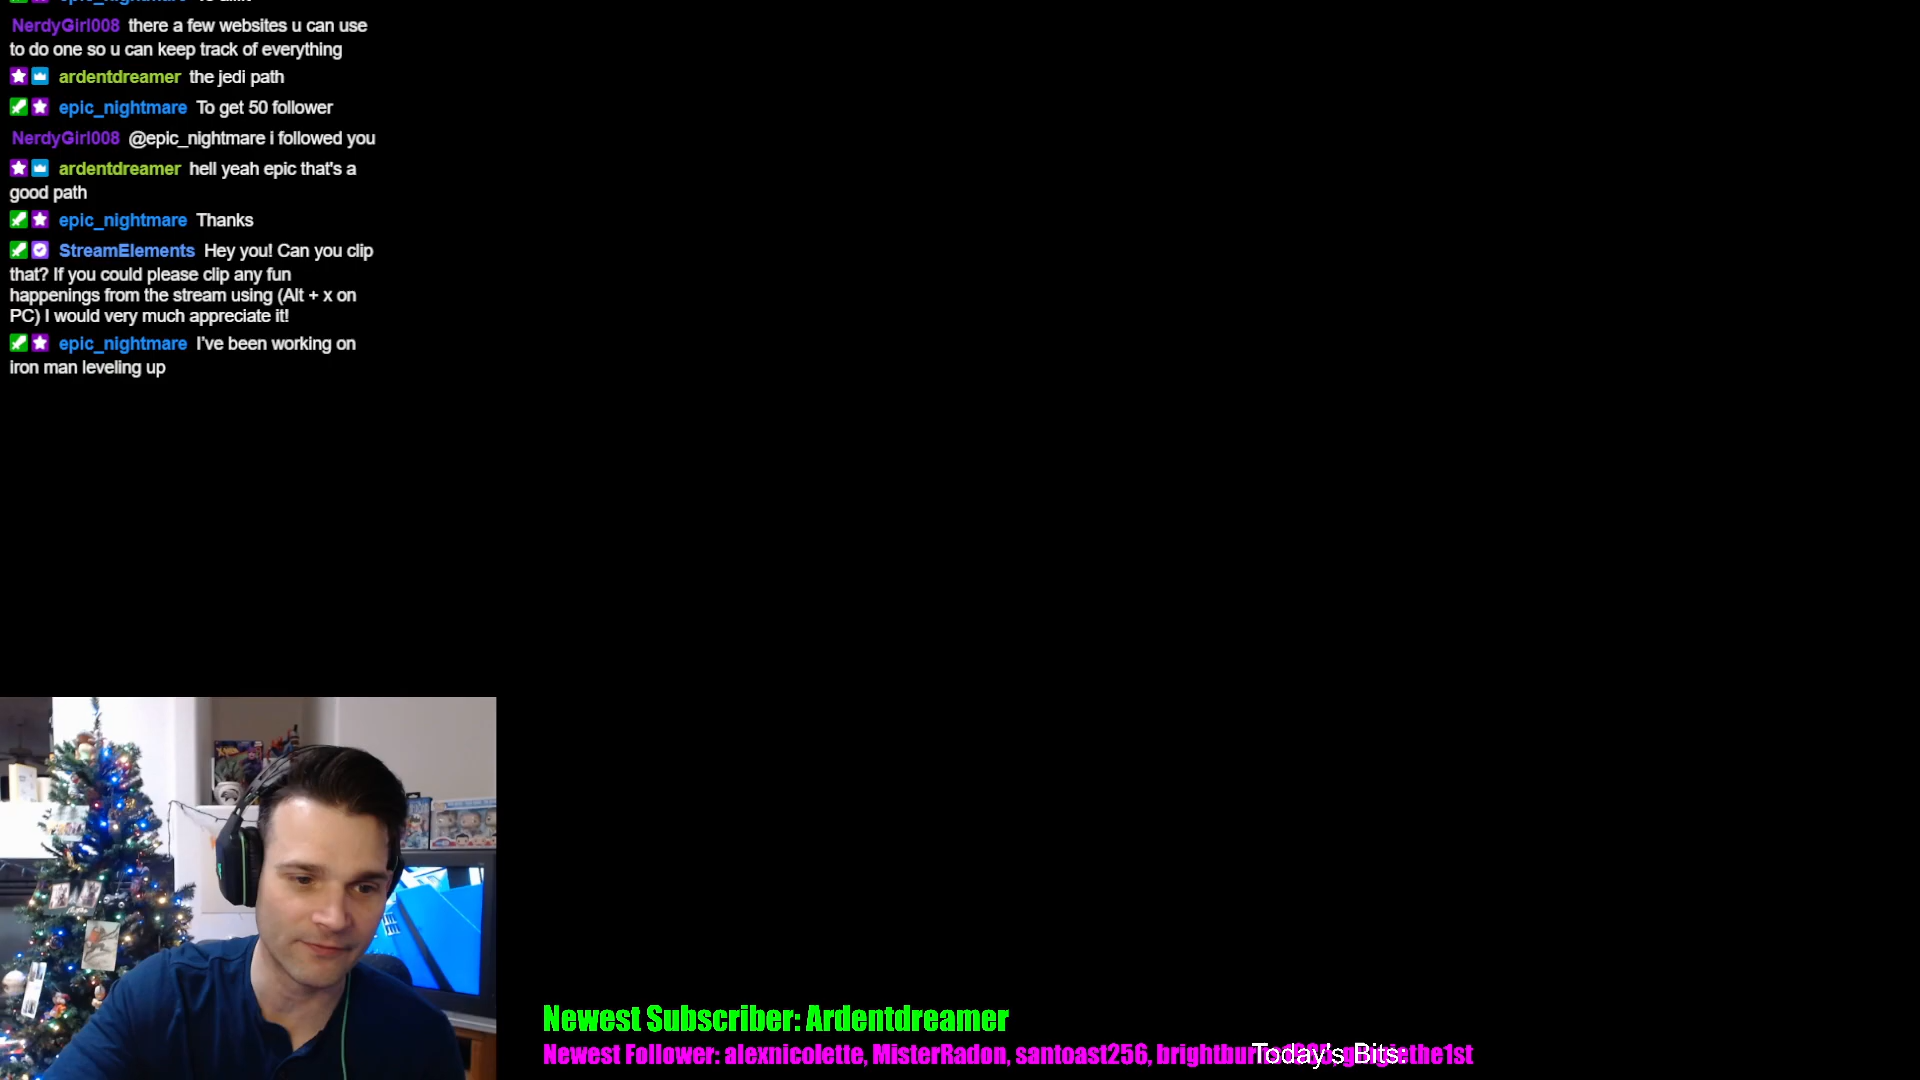 NerdyGirl008 there a few websites u can use
to do one so u can keep track of everything
ardentdreamer the jedi path
epic_nightmare To get 50 follower
NerdyGirl008 @epic_nightmare i followed you
ardentdreamer hell yeah epic that's a
good path
epic_nightmare Thanks
StreamElements Hey you! Can you clip
that? If you could please clip any fun
happenings from the stream using (Alt + x on
PC) I would very much appreciate it!
epic_nightmare I've been working on
iron man leveling up
Newest Subscriber: Ardentdreamer
Newest Follower: alexnicolette, MisterRadon, santoast256,
Today's Bits: